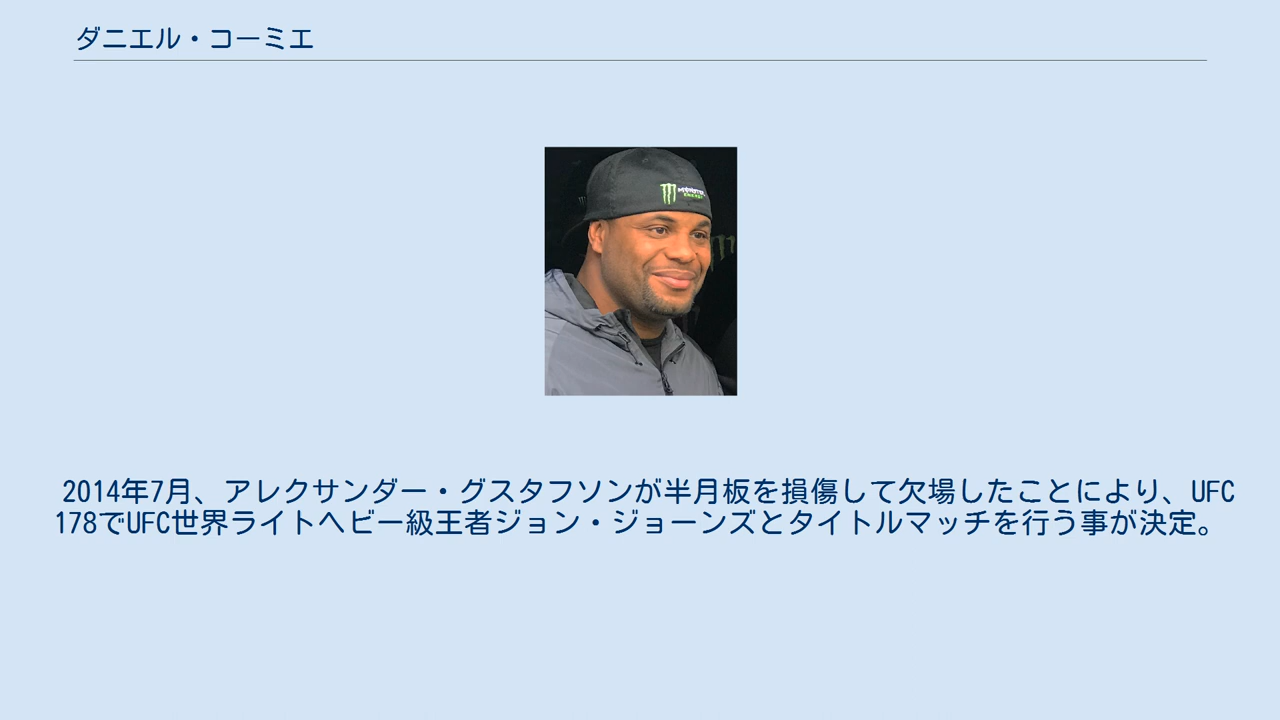 ダニエル・コーミエ
MONSTER
ENERGY
2014年7月、アレクサンダー・グスタフソンが半月板を損傷して欠場したことにより、UFC
178でUFC世界ライトヘビー級王者ジョン・ジョーンズとタイトルマッチを行う事が決定。